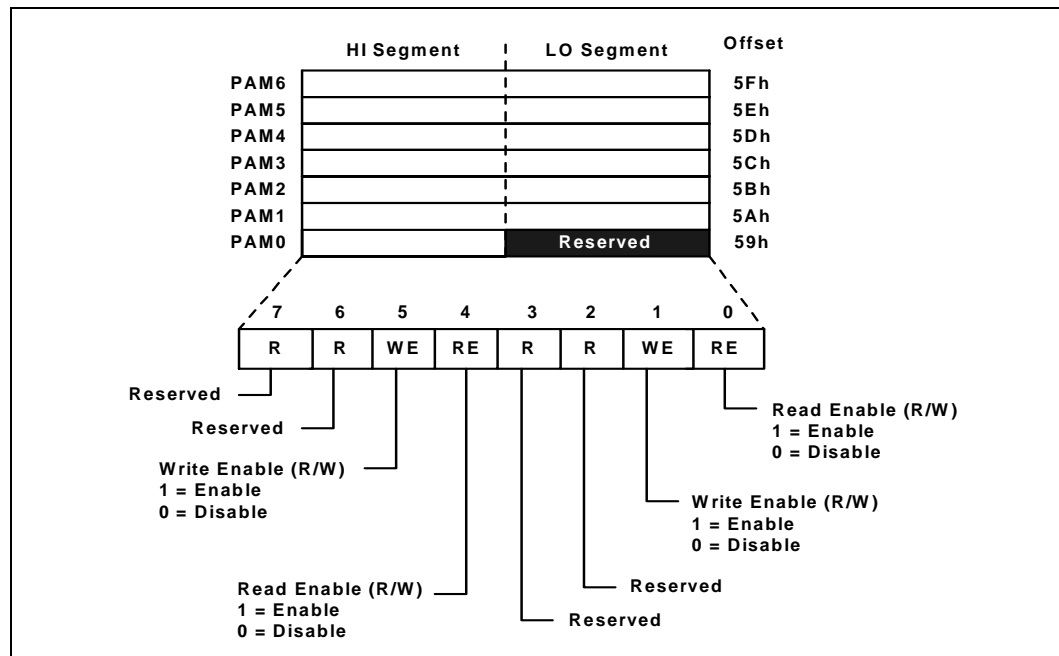 HI Segment LO Segment Offset
PAM6 5Fh
PAM5 5Eh
PAM4 5Dh
PAM3 5Ch
PAM2 5Bh
PAM1 5Ah
PAM0 Reserved 59h
7 6 5 4 3 2 1 0
R R WE RE R R WE RE
Reserved
Reserved
Write Enable (R/W)
1 = Enable
0 = Disable
Read Enable (R/W)
1 = Enable
0 = Disable
Reserved
Reserved
Write Enable (R/W)
1 = Enable
0 = Disable
Read Enable (R/W)
1 = Enable
0 = Disable